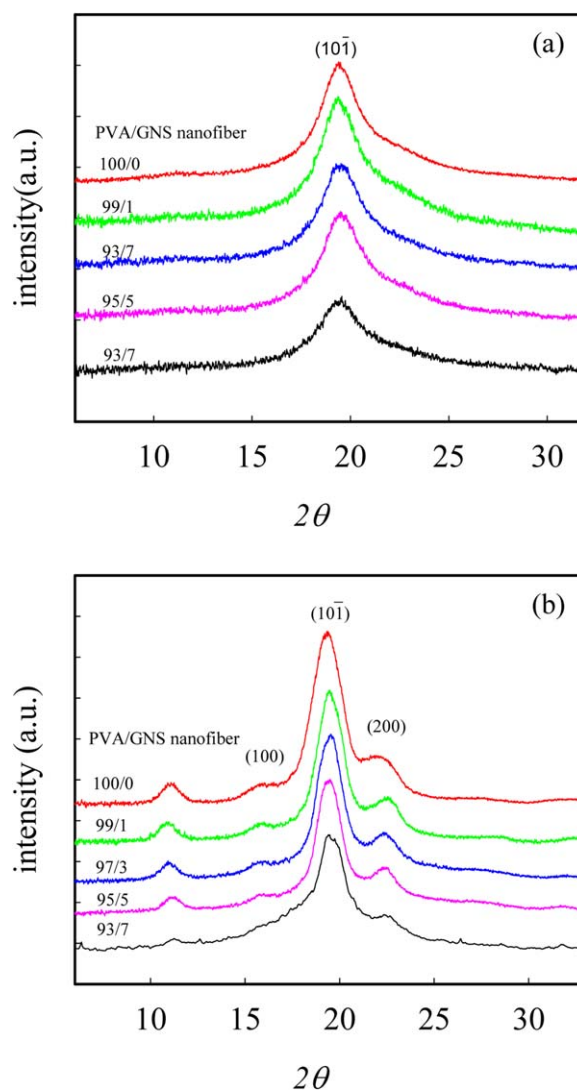 (a)
(101̅)
PVA/GNS nanofiber
100/0
99/1
93/7
95/5
93/7
intensity(a.u.)
10 15 20 25 30
2θ
(b)
(101̅)
(200)
PVA/GNS nanofiber
(100)
100/0
99/1
97/3
95/5
93/7
intensity (a.u.)
10 15 20 25 30
2θ